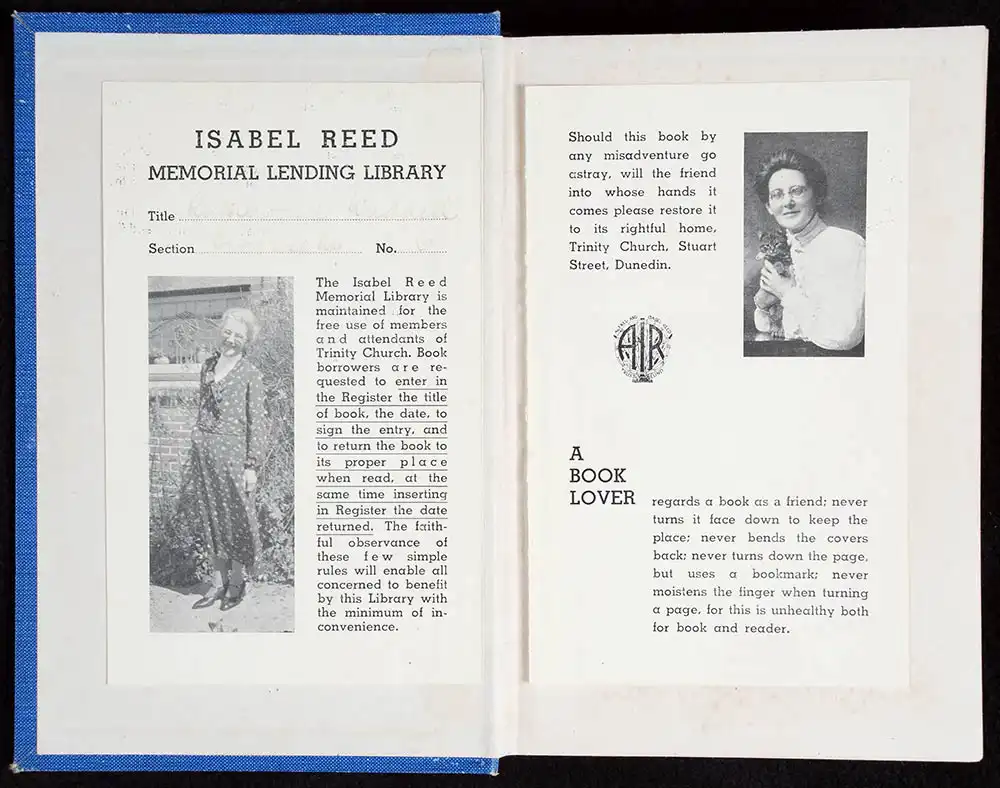 ISABEL REED
MEMORIAL LENDING LIBRARY
Title
Section No.
The Isabel Reed
Memorial Library is
maintained for the
free use of members
and attendants of
Trinity Church. Book
borrowers are re-
quested to enter in
the Register the title
of book, the date, to
sign the entry, and
to return the book to
its proper place
when read, at the
same time inserting
in Register the date
returned. The faith-
ful observance of
these few simple
rules will enable all
concerned to benefit
by this Library with
the minimum of in-
convenience.
Should this book by
any misadventure go
astray, will the friend
into whose hands it
comes please restore it
to its rightful home,
Trinity Church, Stuart
Street, Dunedin.
AIR
A
BOOK
LOVER regards a book as a friend; never
turns it face down to keep the
place; never bends the covers
back; never turns down the page,
but uses a bookmark; never
moistens the finger when turning
a page, for this is unhealthy both
for book and reader.